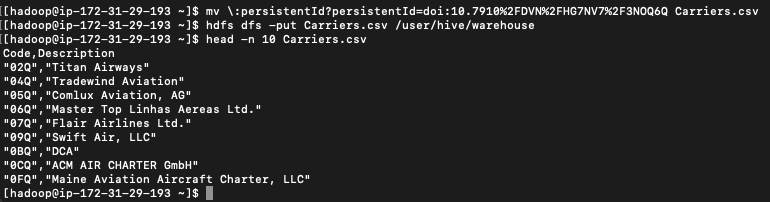 [hadoop@ip-172-31-29-193 ~]$ mv \:persistentId?persistentId=doi:10.7910%2FDVN%2FHG7NV7%2F3NOQ6Q Carriers.csv
[hadoop@ip-172-31-29-193 ~]$ hdfs dfs -put Carriers.csv /user/hive/warehouse
[hadoop@ip-172-31-29-193 ~]$ head -n 10 Carriers.csv
Code,Description
"02Q","Titan Airways"
"04Q","Tradewind Aviation"
"05Q","Comlux Aviation, AG"
"06Q","Master Top Linhas Aereas Ltd."
"07Q","Flair Airlines Ltd."
"09Q","Swift Air, LLC"
"0BQ","DCA"
"0CQ","ACM AIR CHARTER GmbH"
"0FQ","Maine Aviation Aircraft Charter, LLC"
[hadoop@ip-172-31-29-193 ~]$